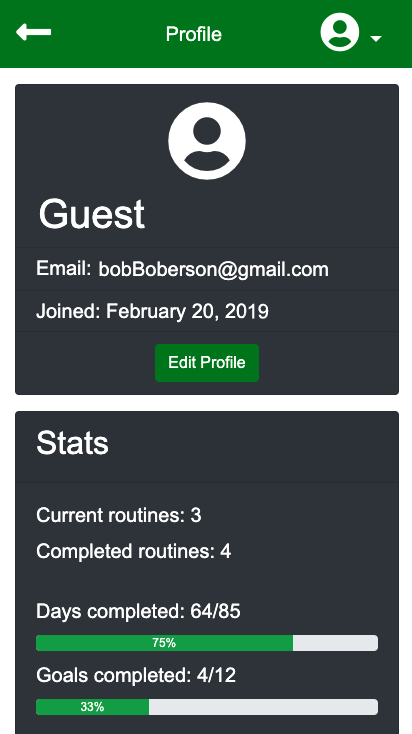 Profile
Guest
Email: bobBoberson@gmail.com
Joined: February 20, 2019
Edit Profile
Stats
Current routines: 3
Completed routines: 4
Days completed: 64/85
75%
Goals completed: 4/12
33%